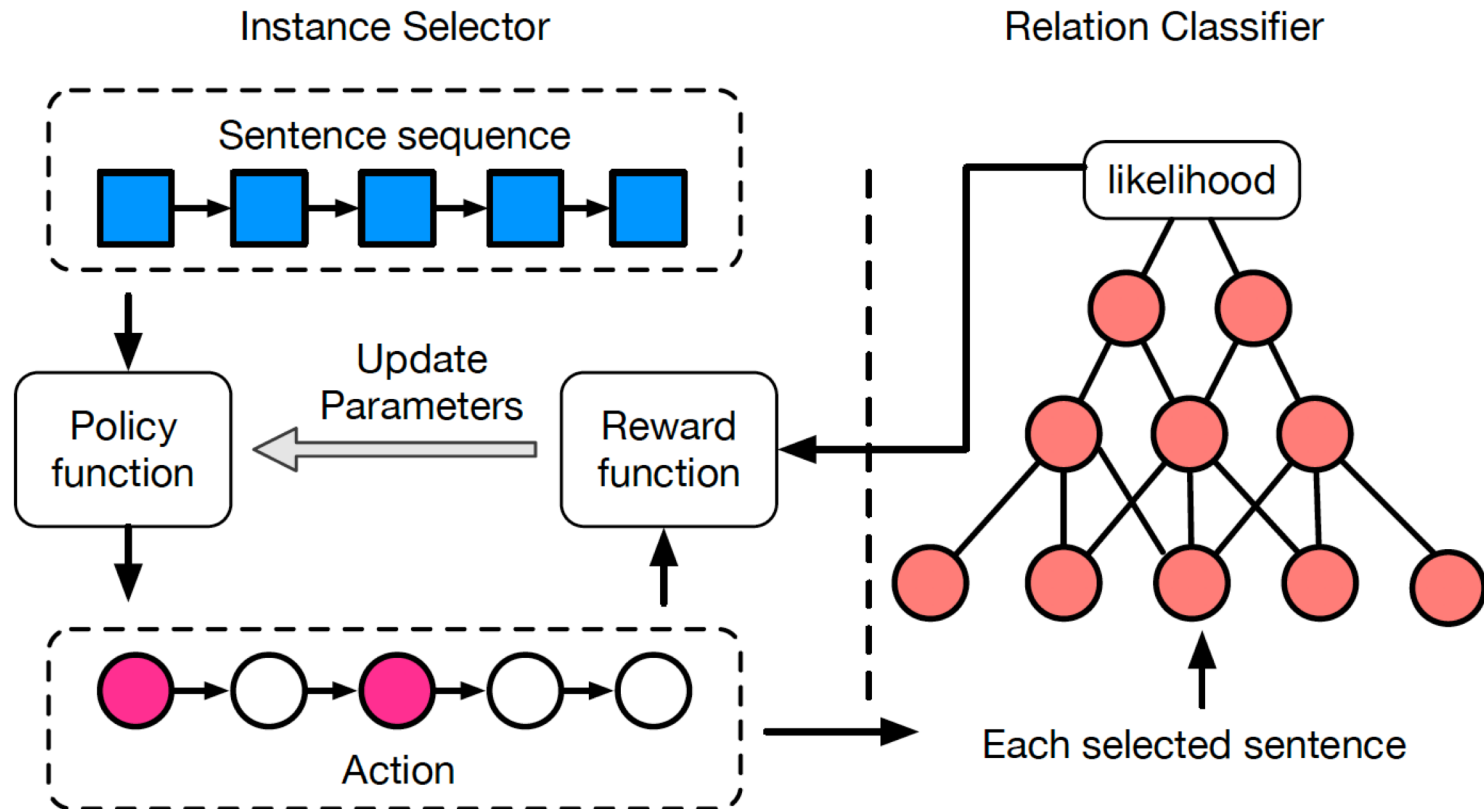 Instance Selector
Relation Classifier
Sentence sequence
likelihood
Update
Parameters
Policy
function
Reward
function
Action
Each selected sentence